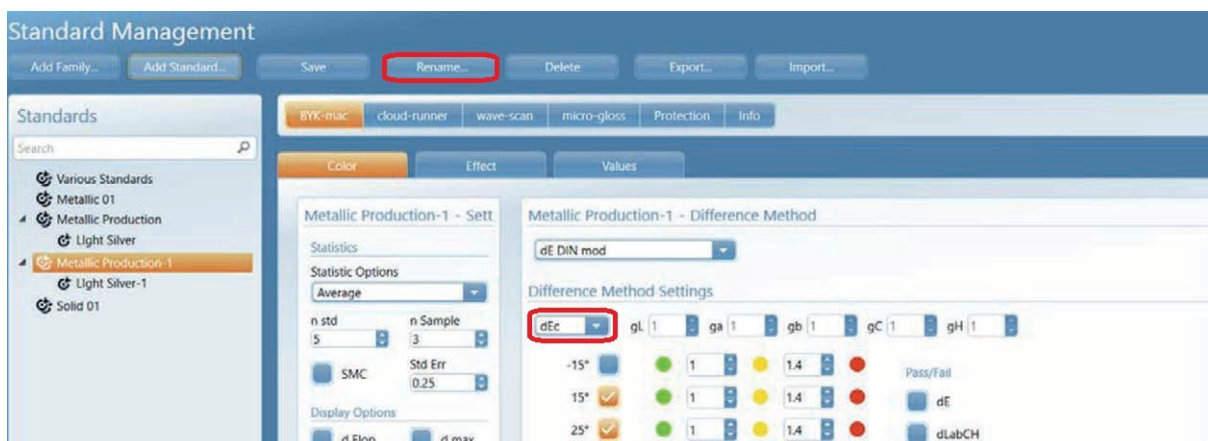 Standard Management
Add Family... Add Standard... Save Rename... Delete Export... Import...
Standards
Search
Various Standards
Metallic 01
Metallic Production
LIght Silver
Metallic Production-1
LIght Silver-1
Solid 01
BYK-mac cloud-runner wave-scan micro-gloss Protection Info
Color Effect Values
Metallic Production-1 - Sett
Statistics
Statistic Options
Average
n std n Sample
5 3
SMC Std Err
0.25
Display Options
d Flop d max
Metallic Production-1 - Difference Method
dE DIN mod
Difference Method Settings
dEc gL 1 ga 1 gb 1 gC 1 gH 1
-15° 1 1.4
15° 1 1.4
25° 1 1.4
Pass/Fail
dE
dLabCH